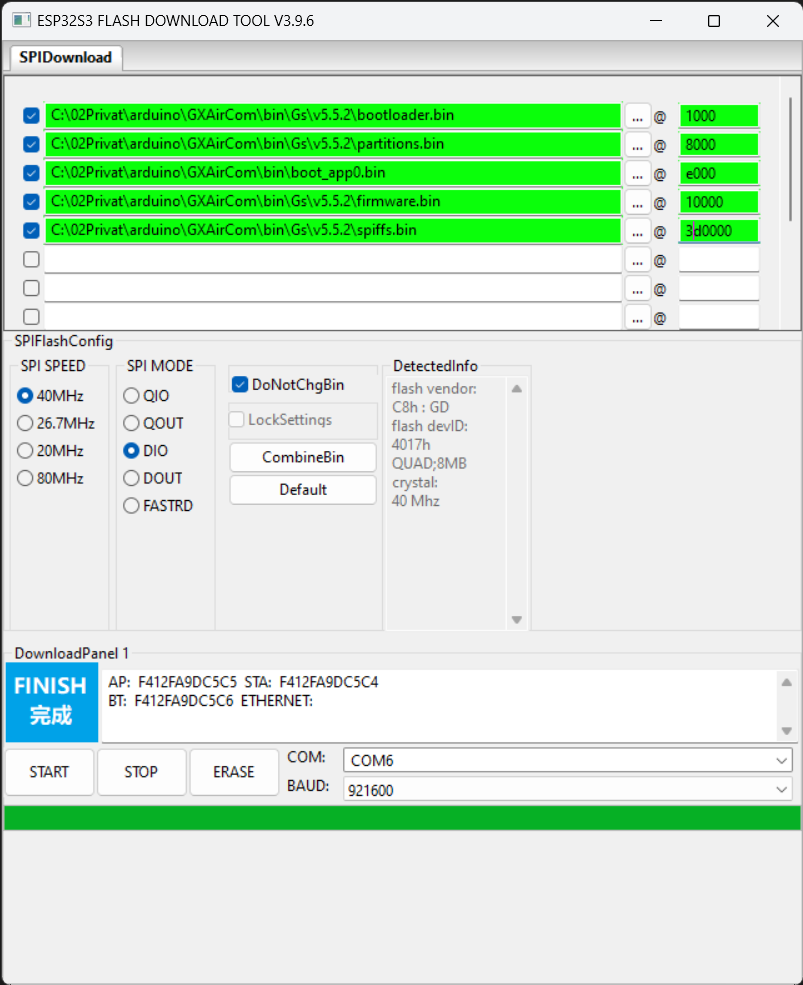 ESP32S3 FLASH DOWNLOAD TOOL V3.9.6
SPIDownload
C:\02Privat\arduino\GXAirCom\bin\Gs\v5.5.2\bootloader.bin ... @ 1000
C:\02Privat\arduino\GXAirCom\bin\Gs\v5.5.2\partitions.bin ... @ 8000
C:\02Privat\arduino\GXAirCom\bin\boot_app0.bin ... @ e000
C:\02Privat\arduino\GXAirCom\bin\Gs\v5.5.2\firmware.bin ... @ 10000
C:\02Privat\arduino\GXAirCom\bin\Gs\v5.5.2\spiffs.bin ... @ 3d0000
... @
... @
... @
SPIFlashConfig
SPI SPEED
40MHz
26.7MHz
20MHz
80MHz
SPI MODE
QIO
QOUT
DIO
DOUT
FASTRD
DoNotChgBin
LockSettings
CombineBin
Default
DetectedInfo
flash vendor:
C8h : GD
flash devID:
4017h
QUAD;8MB
crystal:
40 Mhz
DownloadPanel 1
FINISH
完成
AP: F412FA9DC5C5 STA: F412FA9DC5C4
BT: F412FA9DC5C6 ETHERNET:
START
STOP
ERASE
COM: COM6
BAUD: 921600